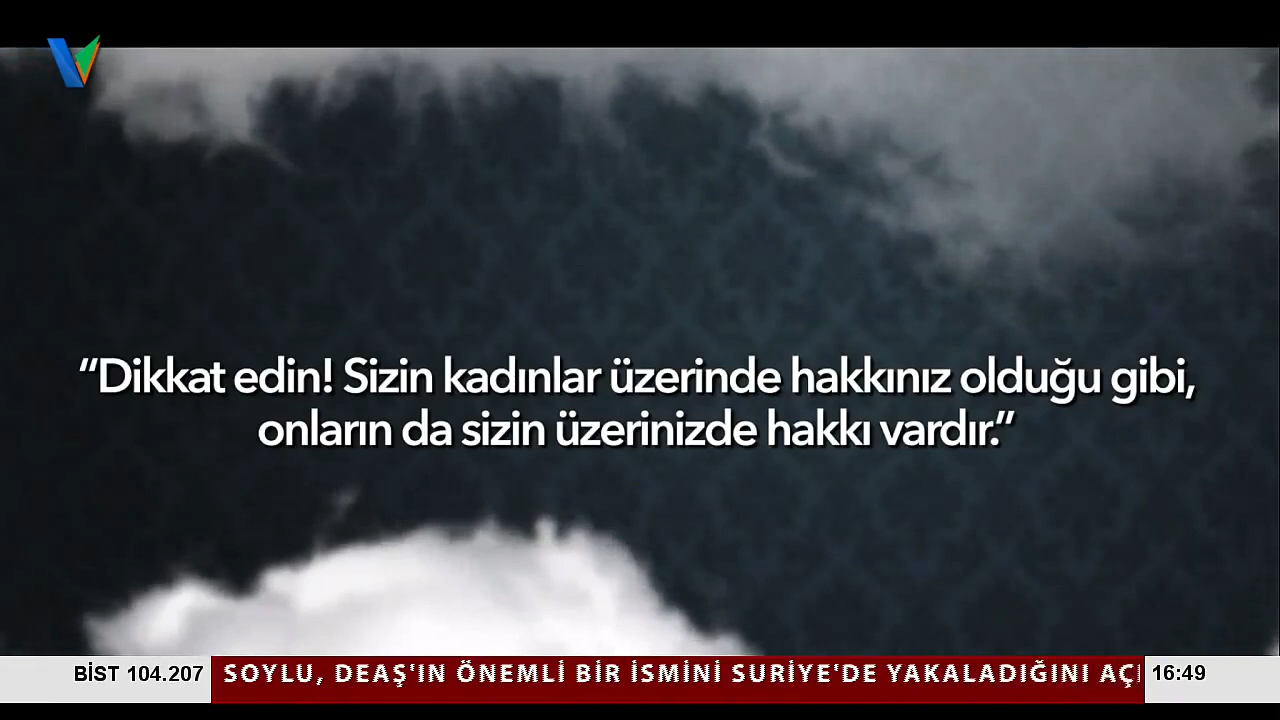 “Dikkat edin! Sizin kadınlar üzerinde hakkınız olduğu gibi,
onların da sizin üzerinizde hakkı vardır.”
BİST 104.207
SOYLU, DEAŞ'IN ÖNEMLİ BİR İSMİNİ SURİYE'DE YAKALADIĞINI
16:49